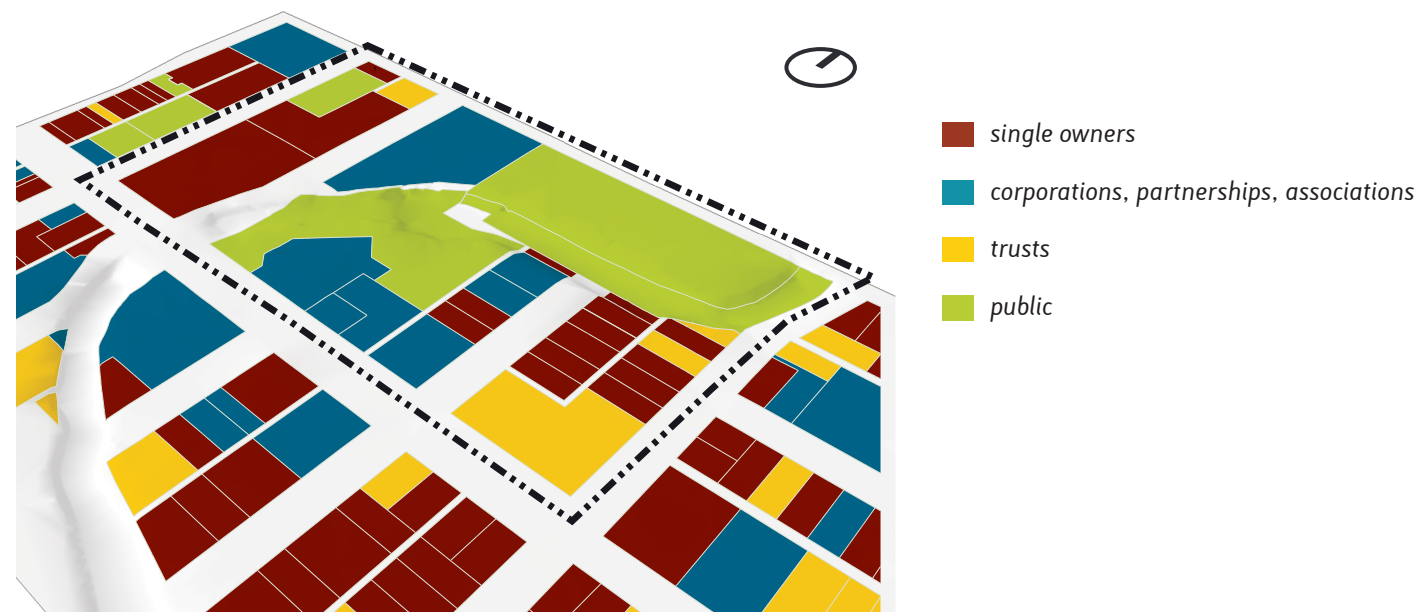 single owners
corporations, partnerships, associations
trusts
public